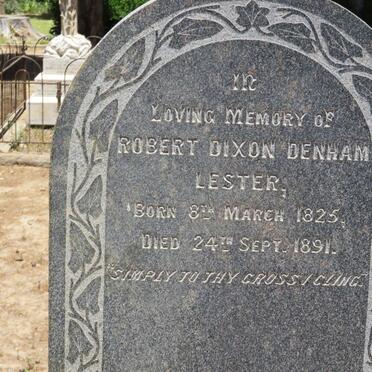 In
Loving Memory of
Robert Dixon Denham
Lester,
Born 8th March 1825,
Died 24th Sept. 1891.
"Simply to Thy Cross I Cling."